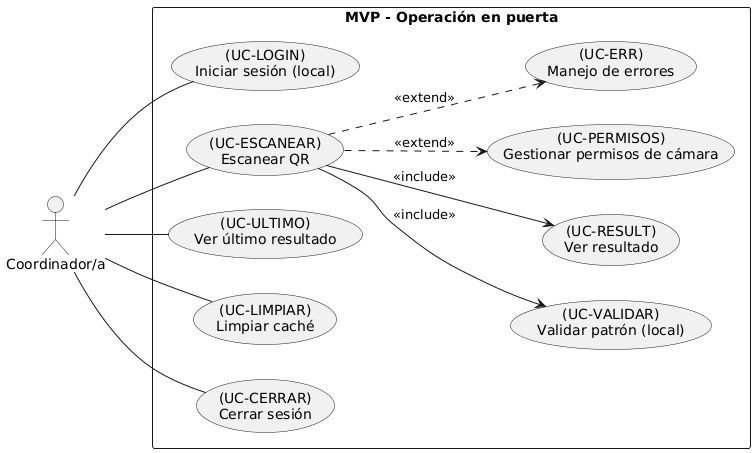 MVP - Operación en puerta
(UC-LOGIN)
Iniciar sesión (local)
(UC-ERR)
Manejo de errores
«extend»
(UC-ESCANEAR)
Escanear QR
«extend»
(UC-PERMISOS)
Gestionar permisos de cámara
«include»
«include»
(UC-ULTIMO)
Ver último resultado
(UC-RESULT)
Ver resultado
Coordinador/a
(UC-LIMPIAR)
Limpiar caché
(UC-VALIDAR)
Validar patrón (local)
(UC-CERRAR)
Cerrar sesión